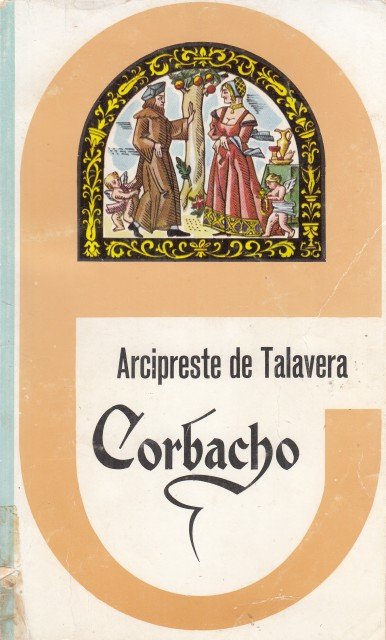 Arcipreste de Talavera
Corbacho